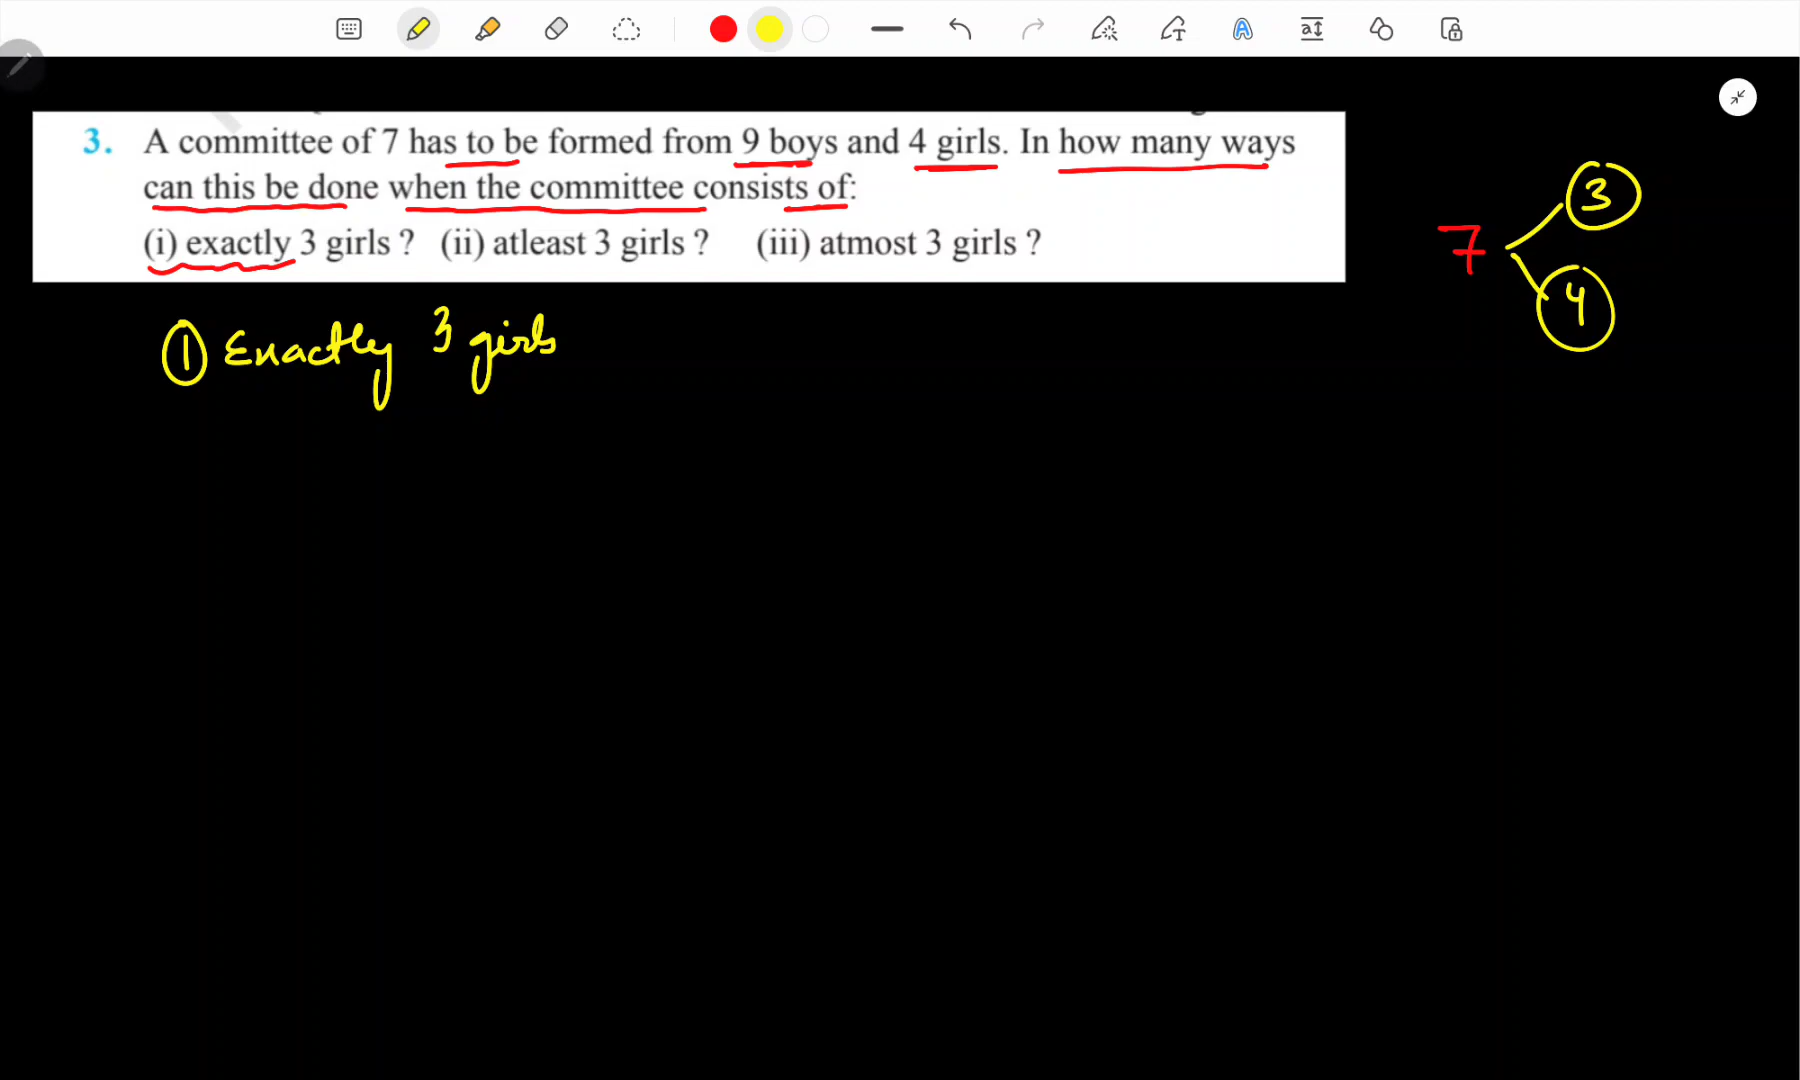 3. A committee of 7 has to be formed from 9 boys and 4 girls. In how many ways
can this be done when the committee consists of:
(i) exactly 3 girls ? (ii) atleast 3 girls ? (iii) atmost 3 girls ?
3
7
4
① Exactly 3 girls